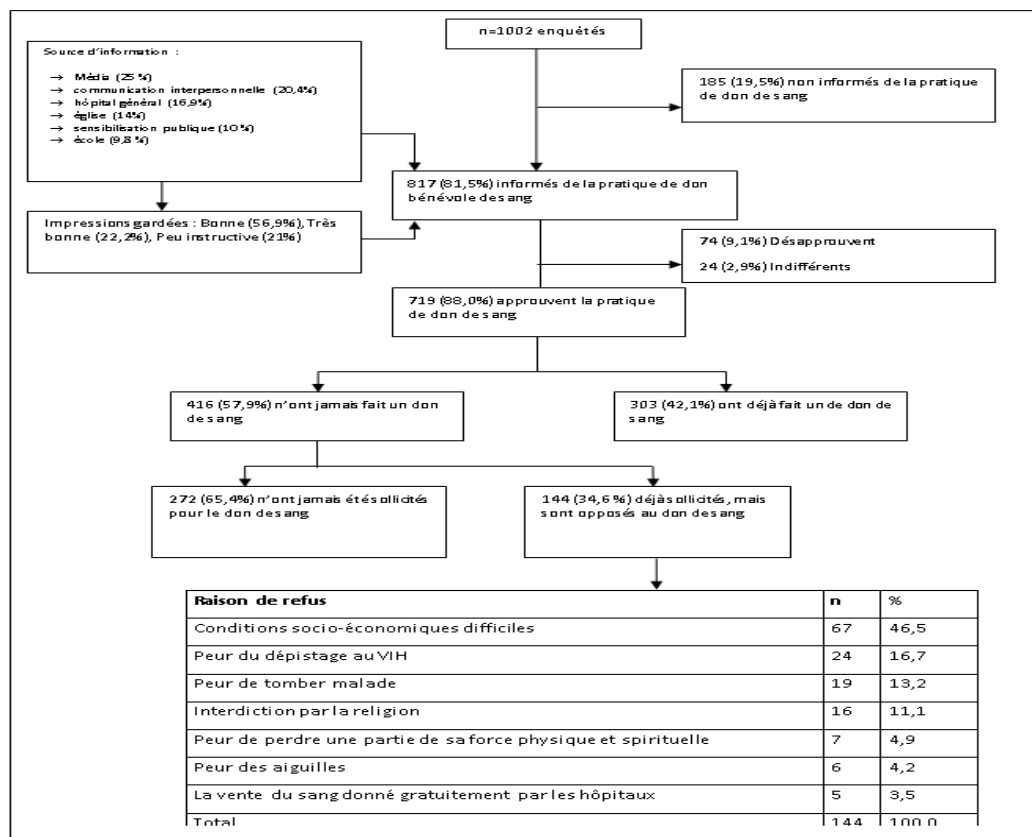 n=1002 enquêtés
Source d'information :
→ Média (25 %)
→ communication interpersonnelle (20,4%)
→ hôpital général (16,9%)
→ église (14%)
→ sensibilisation publique (10 %)
→ école (9,8 %)
185 (19,5%) non informés de la pratique
de don de sang
817 (81,5%) informés de la pratique de don
bénévole de sang
Impressions gardées : Bonne (56,9%), Très
bonne (22,2%), Peu instructive (21%)
74 (9,1%) Désapprouvent
24 (2,9%) Indifférents
719 (88,0%) approuvent la pratique
de don de sang
416 (57,9%) n'ont jamais fait un don
de sang
303 (42,1%) ont déjà fait un de don de
sang
272 (65,4%) n'ont jamais été sollicités
pour le don de sang
144 (34,6%) déjà sollicités, mais
sont opposés au don de sang
Raison de refus n %
Conditions socio-économiques difficiles 67 46,5
Peur du dépistage au VIH 24 16,7
Peur de tomber malade 19 13,2
Interdiction par la religion 16 11,1
Peur de perdre une partie de sa force physique et spirituelle 7 4,9
Peur des aiguilles 6 4,2
La vente du sang donné gratuitement par les hôpitaux 5 3,5
Total 144 100,0